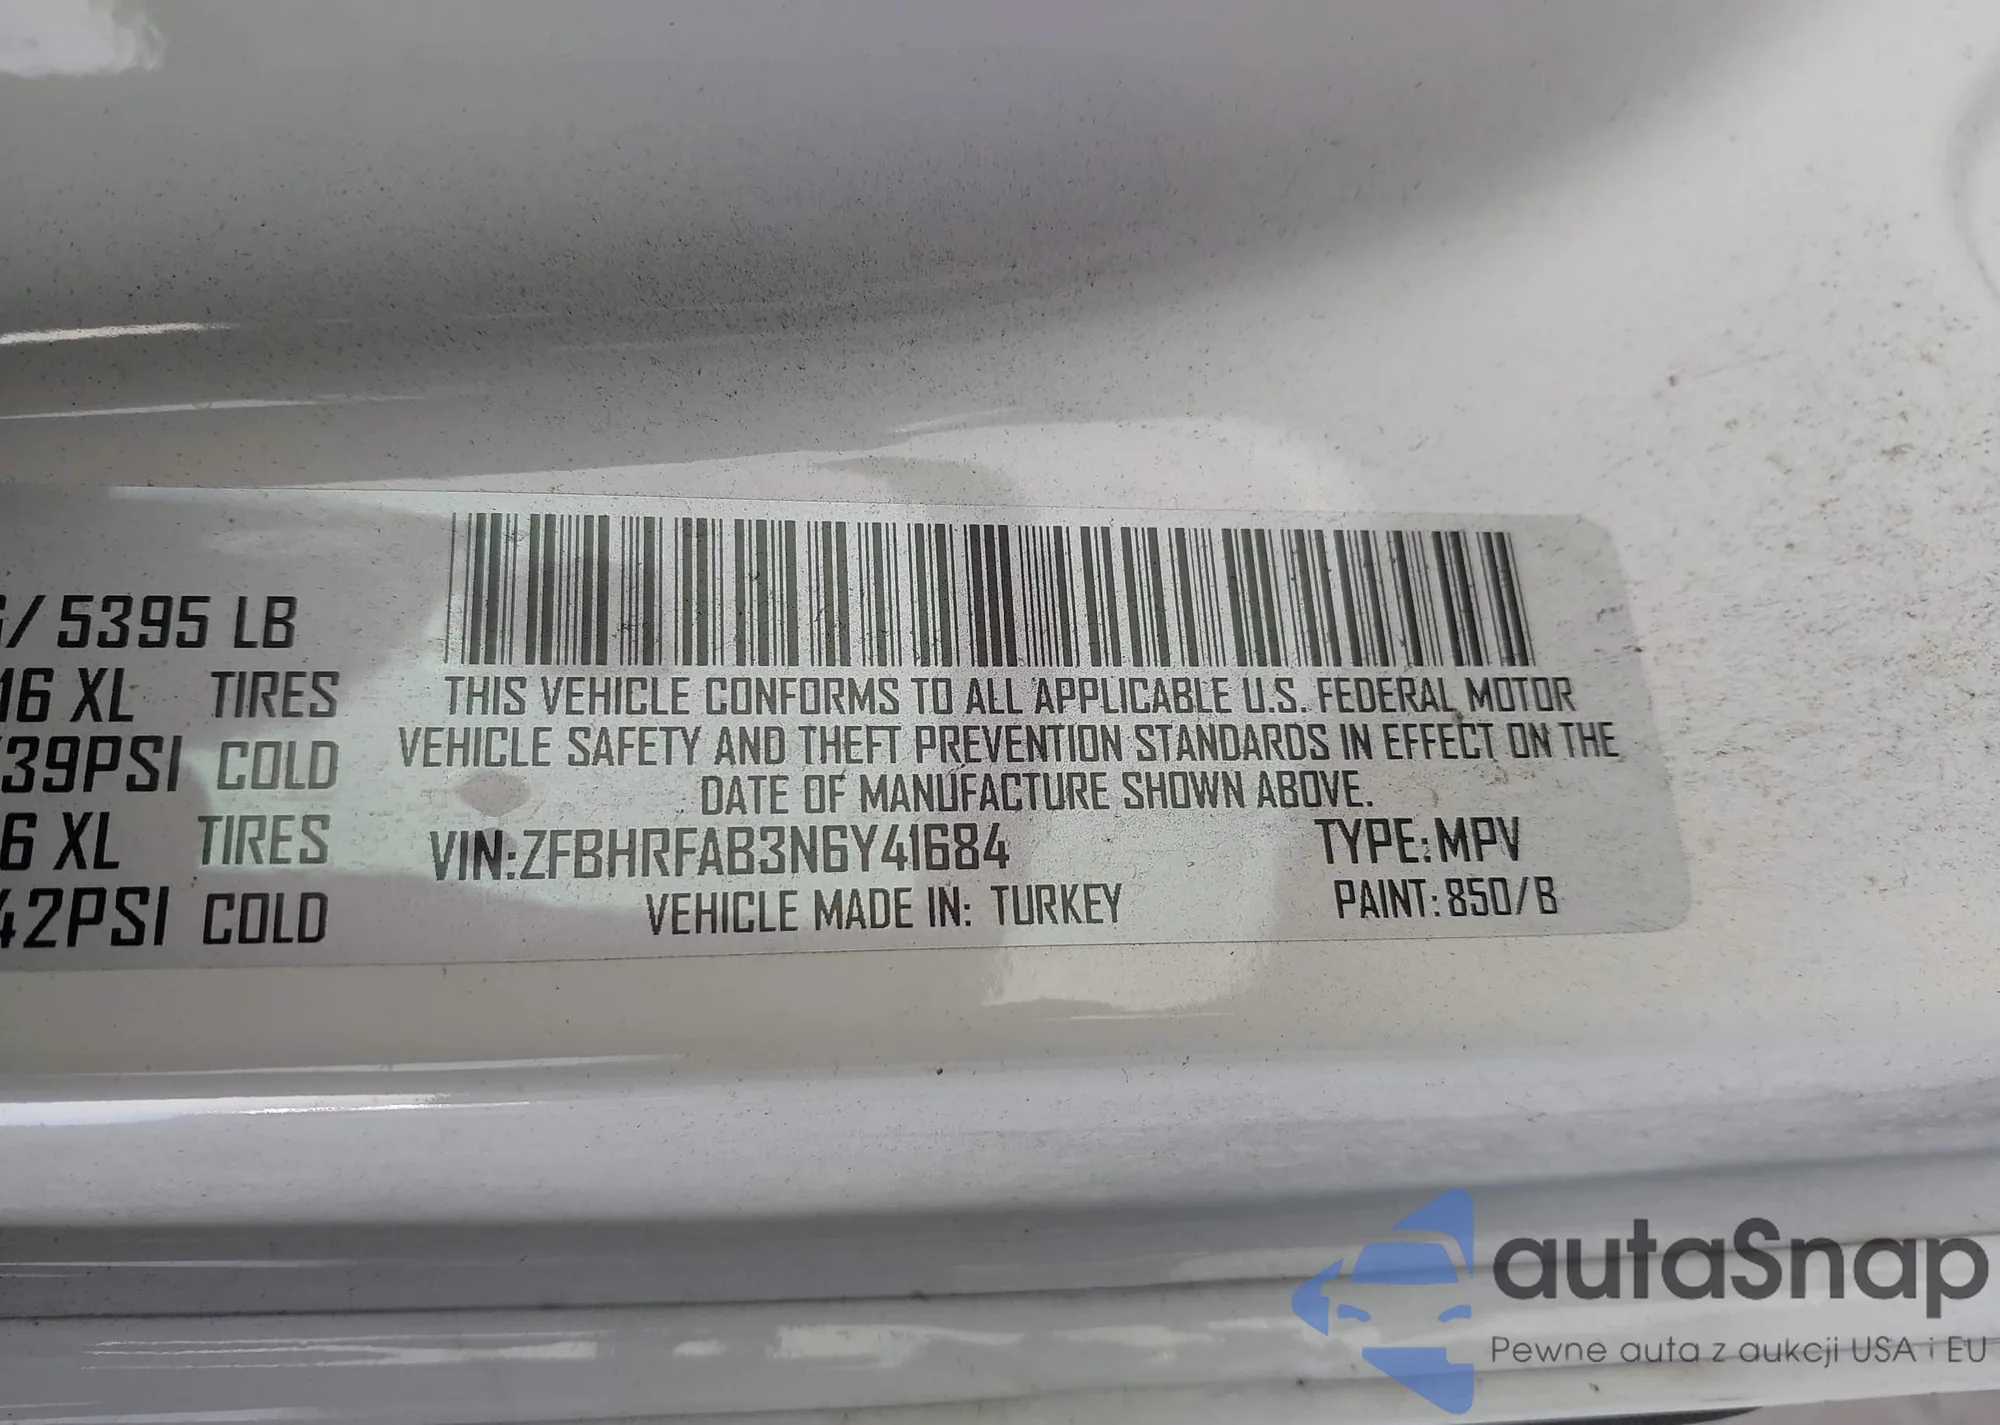 / 5395 LB
16 XL TIRES
39PSI COLD
6 XL TIRES
42PSI COLD
THIS VEHICLE CONFORMS TO ALL APPLICABLE U.S. FEDERAL MOTOR
VEHICLE SAFETY AND THEFT PREVENTION STANDARDS IN EFFECT ON THE
DATE OF MANUFACTURE SHOWN ABOVE.
VIN:ZFBHRFAB3N6Y41684 TYPE:MPV
VEHICLE MADE IN: TURKEY PAINT:850/B
autaSnap
Pewne auta z aukcji USA i EU